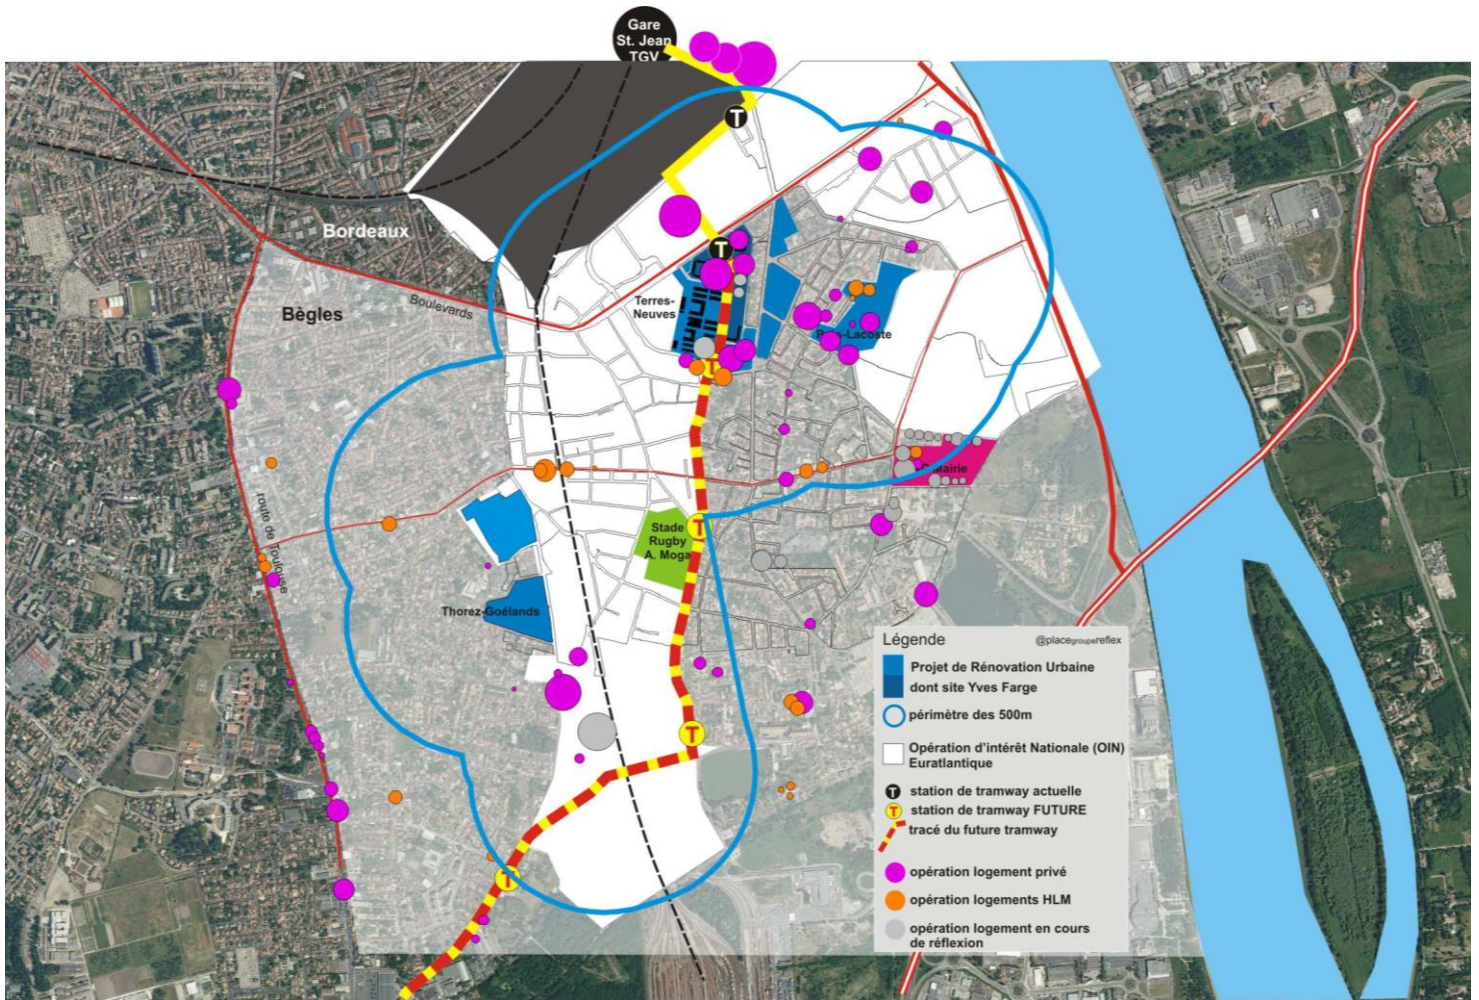 Gare
St. Jean
TGV
T
Bordeaux
T
Bègles
Boulevards
Terres-
Neuves
-Lacoste
T
route de Toulouse
mairie
Stade
Rugby
A. Moga
T
Thorez-Goélands
T
T
Légende
@placegroupereflex
Projet de Rénovation Urbaine
dont site Yves Farge
périmètre des 500m
Opération d'intérêt Nationale (OIN)
Euratlantique
T station de tramway actuelle
T station de tramway FUTURE
tracé du future tramway
opération logement privé
opération logements HLM
opération logement en cours
de réflexion